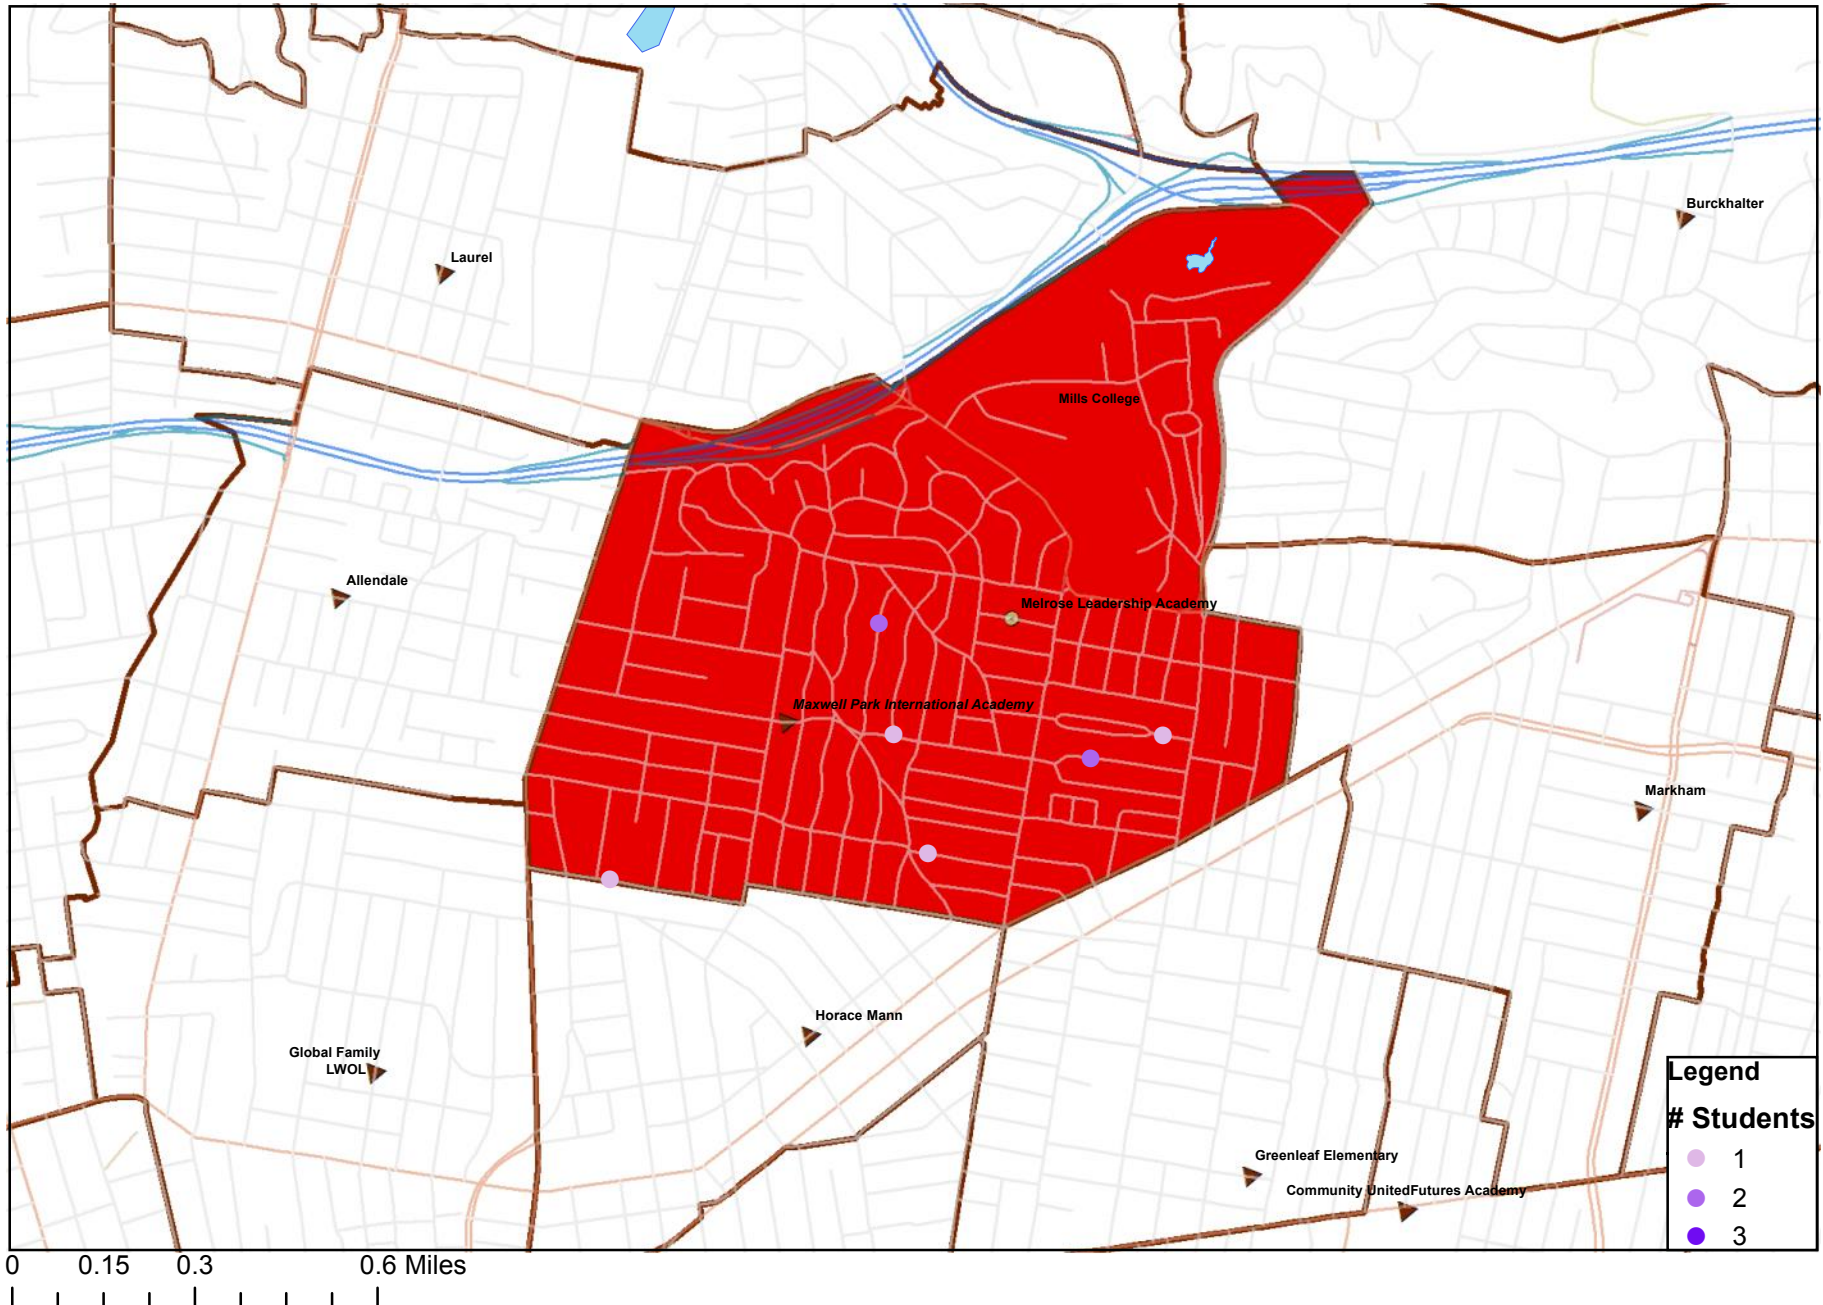 Burckhalter
Laurel
Mills College
Allendale
Melrose Leadership Academy
Maxwell Park International Academy
Markham
Horace Mann
Global Family
LWOL
Greenleaf Elementary
Community UnitedFutures Academy
Legend
# Students
1
2
3
0 0.15 0.3 0.6 Miles